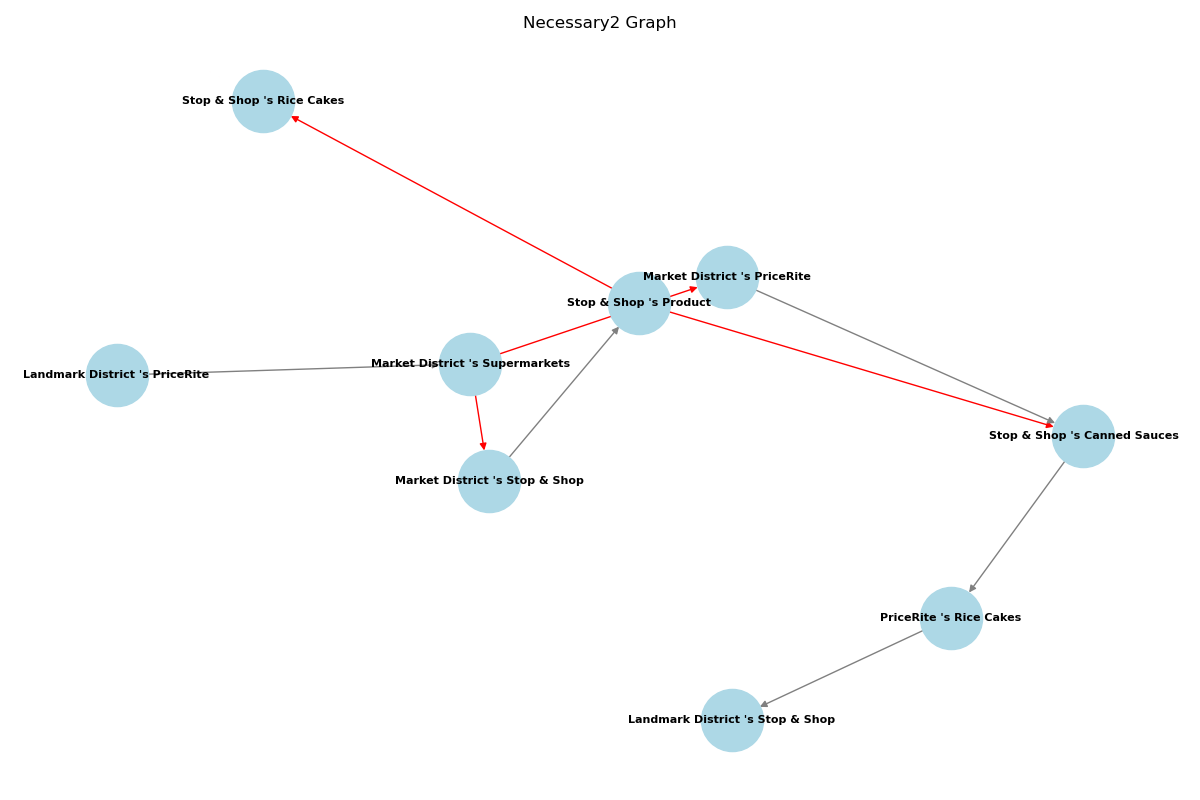 Necessary2 Graph
Stop & Shop 's Rice Cakes
Market District 's PriceRite
Stop & Shop 's Product
Market District 's Supermarkets
Landmark District 's PriceRite
Stop & Shop 's Canned Sauces
Market District 's Stop & Shop
PriceRite 's Rice Cakes
Landmark District 's Stop & Shop